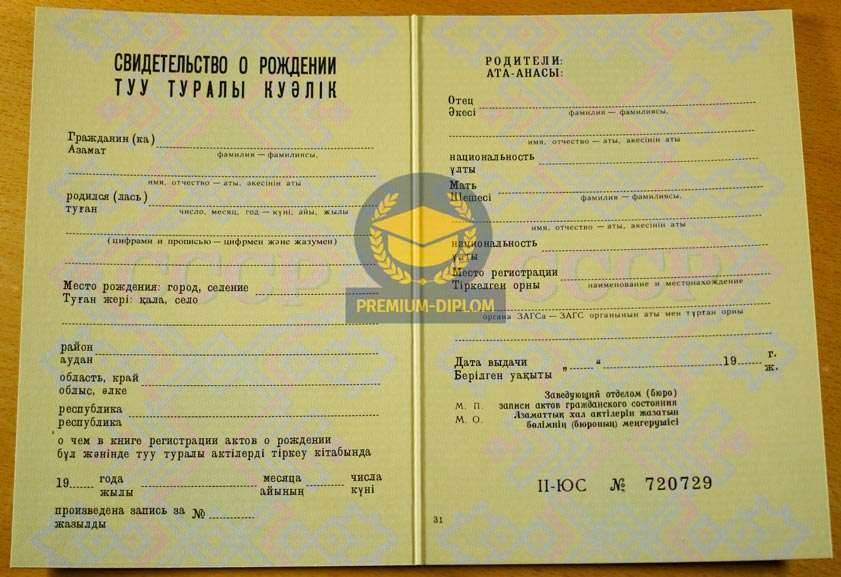 СВИДЕТЕЛЬСТВО О РОЖДЕНИИ
ТУУ ТУРАЛЫ КУӘЛІК
Гражданин (ка)
Азамат
фамилия — фамилиясы,
имя, отчество — аты, әкесінін аты
родился (лась)
туған
число, месяц, год — күні, айы, жылы
(цифрами и прописью — цифрмен және жазумен)
Место рождения: город, селение
Туған жері: қала, село
район
аудан
область, край
облыс, өлке
республика
республика
о чем в книге регистрации актов о рождении
бұл жөнінде туу туралы актілерді тіркеу кітабында
19 года месяца числа
жылы айының күні
произведена запись за №
жазылды
РОДИТЕЛИ:
АТА-АНАСЫ:
Отец
Әкесі
фамилия — фамилиясы,
имя, отчество — аты, әкесінін аты
национальность
ұлты
Мать
Шешесі
фамилия — фамилиясы,
имя, отчество — аты, әкесінін аты
национальность
ұлты
Место регистрации
Тіркелген орны
наименование и местонахождение
органа ЗАГСа — ЗАГС органынын аты мен тұрған орны
Дата выдачи „ “ 19 г.
Берілген уақыты ж.
Заведующий отделом (бюро)
М. П. записи актов гражданского состояния
М. О. Азаматтық хал актілерін жазатын
бөлімнің (бюроның) меңгерушісі
II-ЮС № 720729
31
СССР
СССР
PREMIUM-DIPLOM